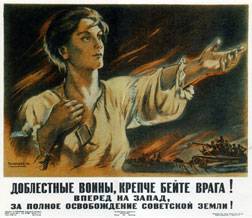 ДОБЛЕСТНЫЕ ВОИНЫ, КРЕПЧЕ БЕЙТЕ ВРАГА!
ВПЕРЕД НА ЗАПАД,
ЗА ПОЛНОЕ ОСВОБОЖДЕНИЕ СОВЕТСКОЙ ЗЕМЛИ!